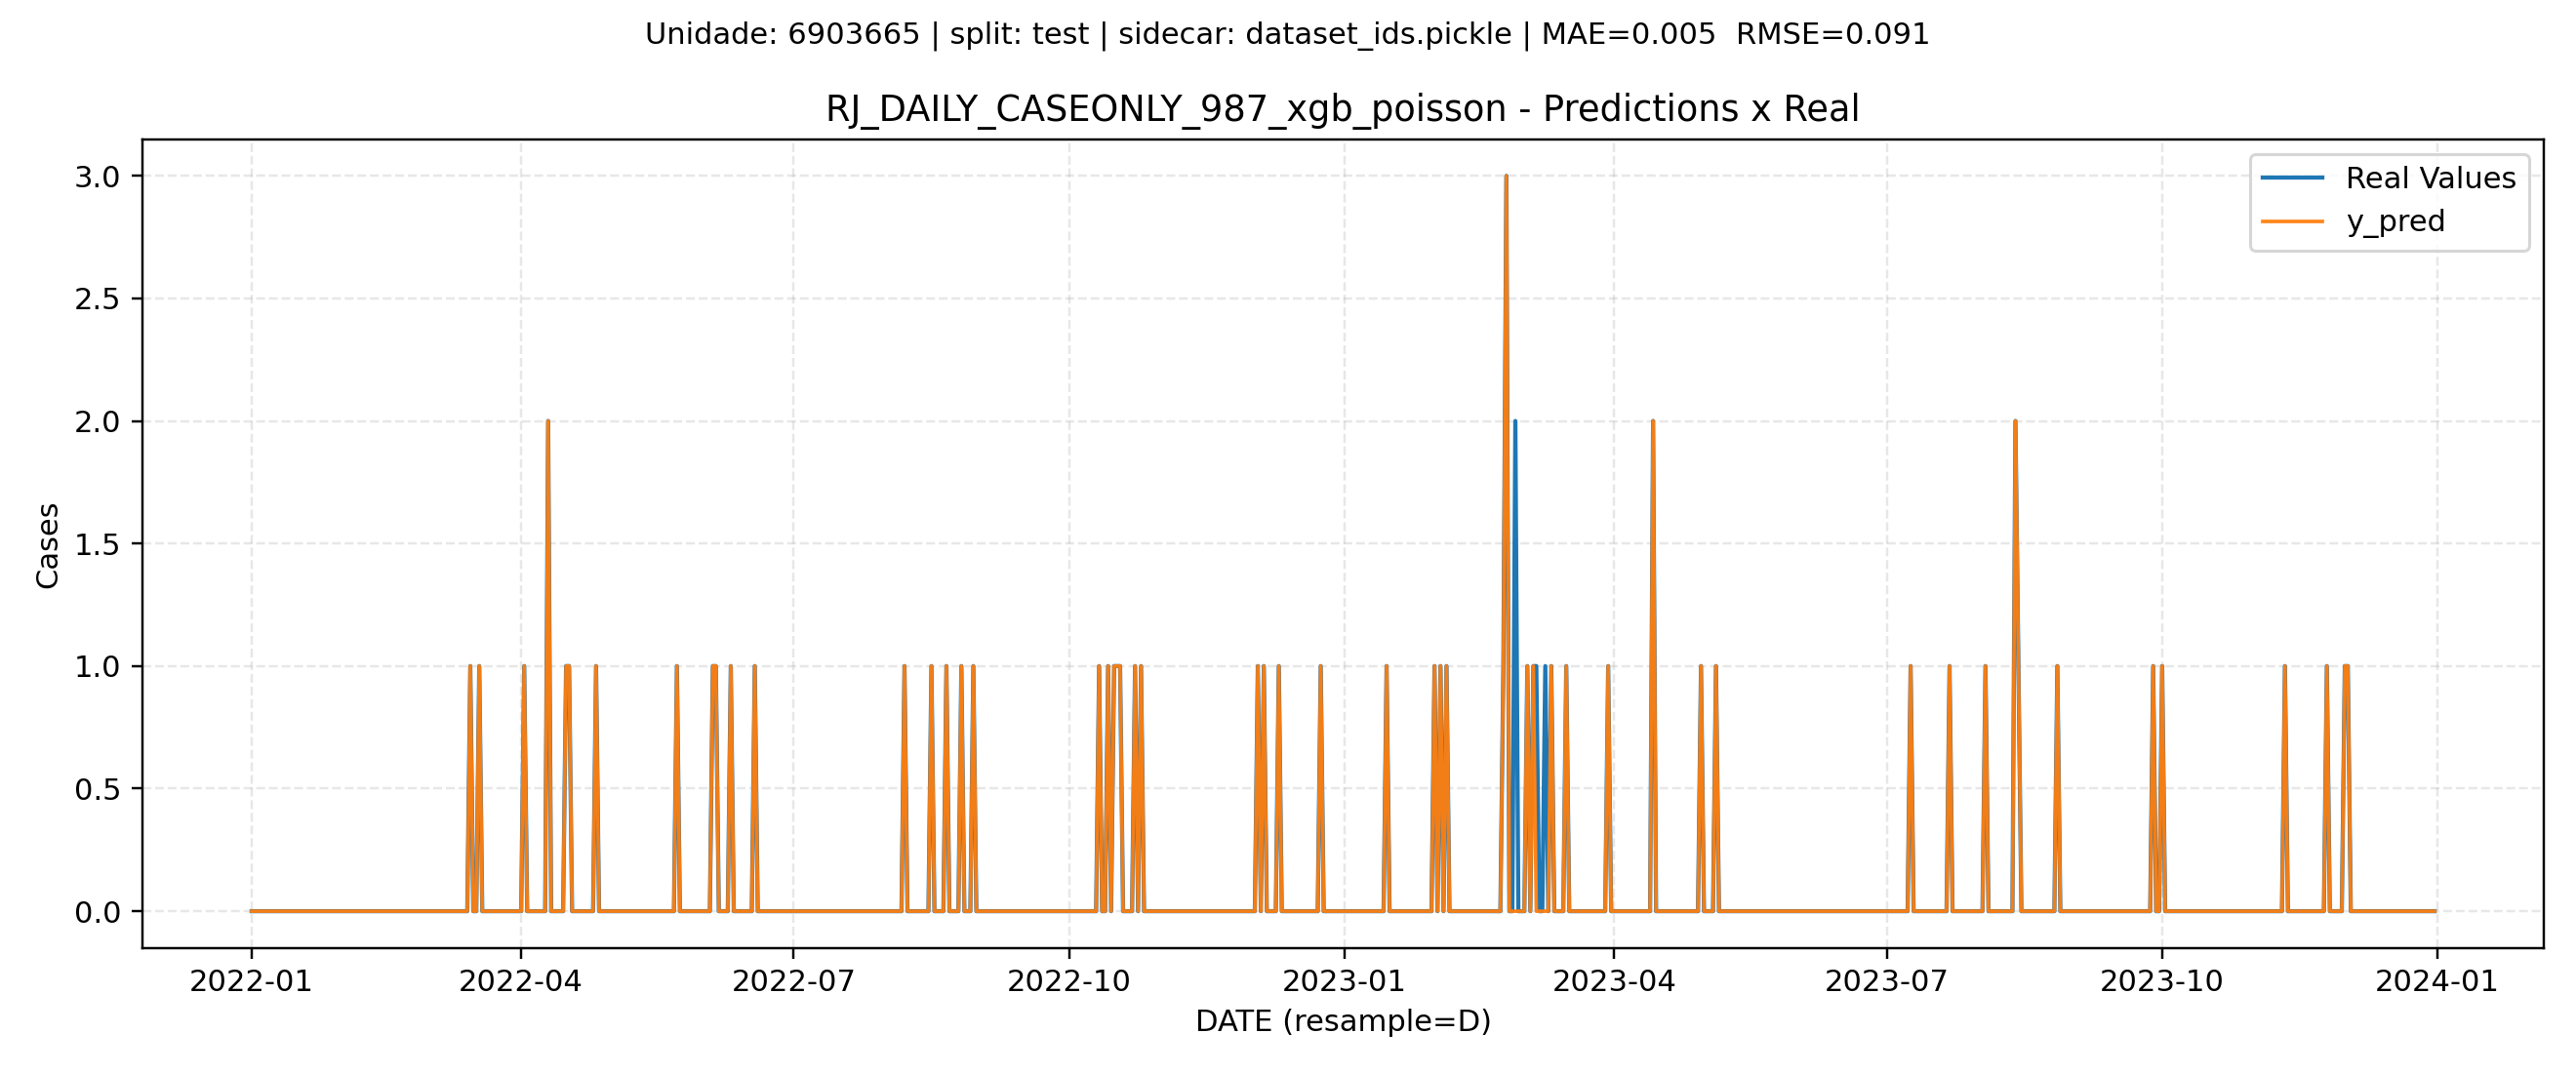 Unidade: 6903665 | split: test | sidecar: dataset_ids.pickle | MAE=0.005  RMSE=0.091
RJ_DAILY_CASEONLY_987_xgb_poisson - Predictions x Real
Real Values
y_pred
Cases
3.0
2.5
2.0
1.5
1.0
0.5
0.0
2022-01 2022-04 2022-07 2022-10 2023-01 2023-04 2023-07 2023-10 2024-01
DATE (resample=D)